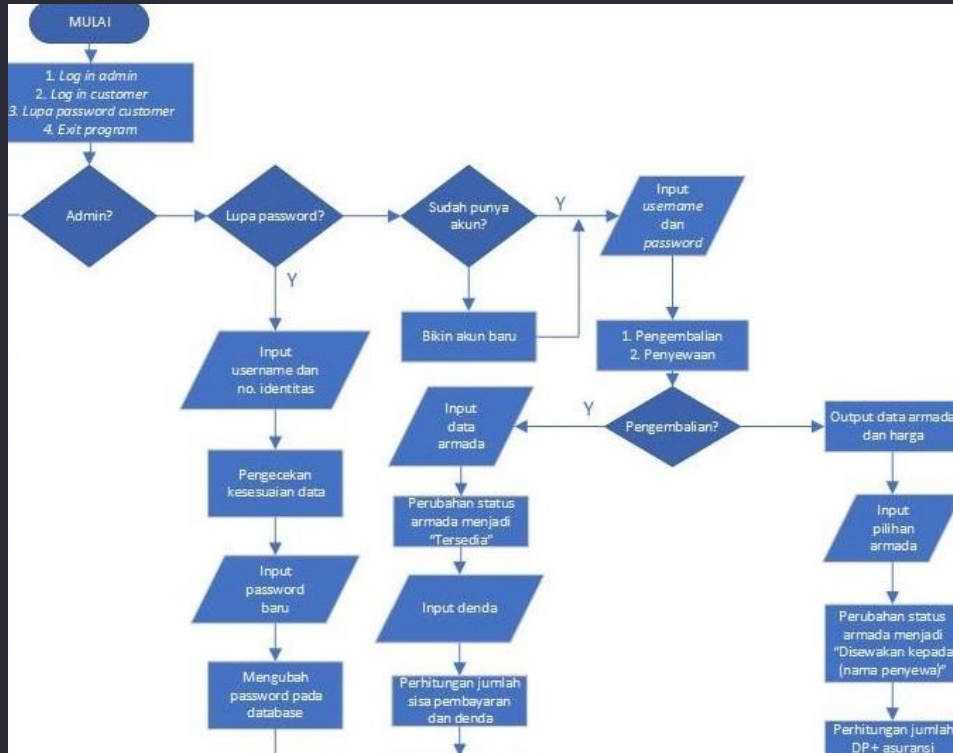 MULAI
1. Log in admin
2. Log in customer
3. Lupa password customer
4. Exit program
Admin?
Lupa password?
Sudah punya
akun?
Y
Input
username
dan
password
Y
Bikin akun baru
1. Pengembalian
2. Penyewaan
Input
username dan
no. identitas
Input
data
armada
Y
Pengembalian?
Output data armada
dan harga
Pengecekan
kesesuaian data
Perubahan status
armada menjadi
"Tersedia"
Input
pilihan
armada
Input
password
baru
Input denda
Perubahan status
armada menjadi
"Disewakan kepada
(nama penyewa)"
Mengubah
password pada
database
Perhitungan jumlah
sisa pembayaran
dan denda
Perhitungan jumlah
DP+ asuransi